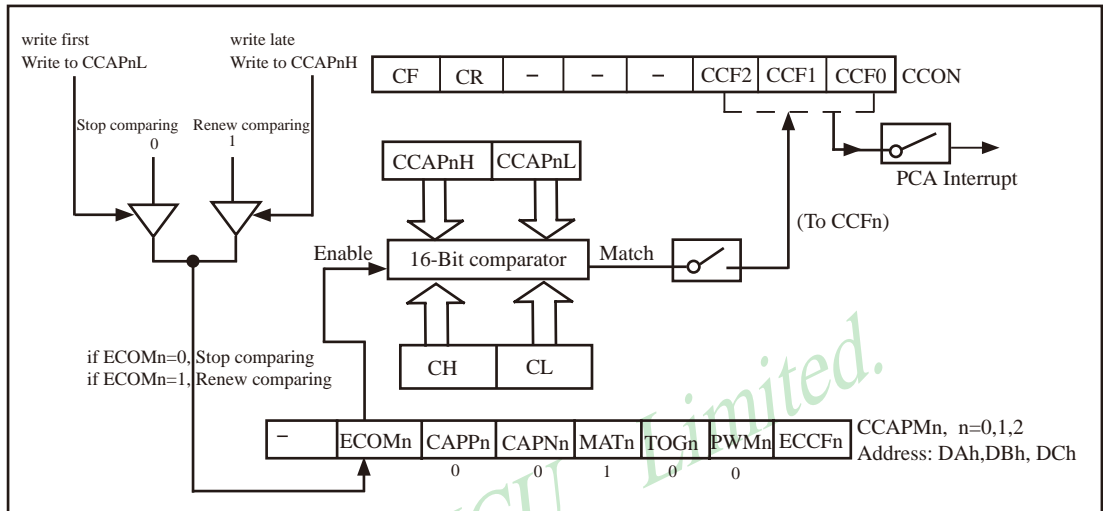 write first
Write to CCAPnL
write late
Write to CCAPnH
CF CR – – – CCF2 CCF1 CCF0 CCON
Stop comparing
0
Renew comparing
1
CCAPnH CCAPnL
PCA Interrupt
(To CCFn)
Enable
16-Bit comparator
Match
if ECOMn=0, Stop comparing
if ECOMn=1, Renew comparing
CH CL
– ECOMn CAPPn CAPNn MATn TOGn PWMn ECCFn
0 0 1 0 0
CCAPMn, n=0,1,2
Address: DAh,DBh, DCh
MCU Limited.